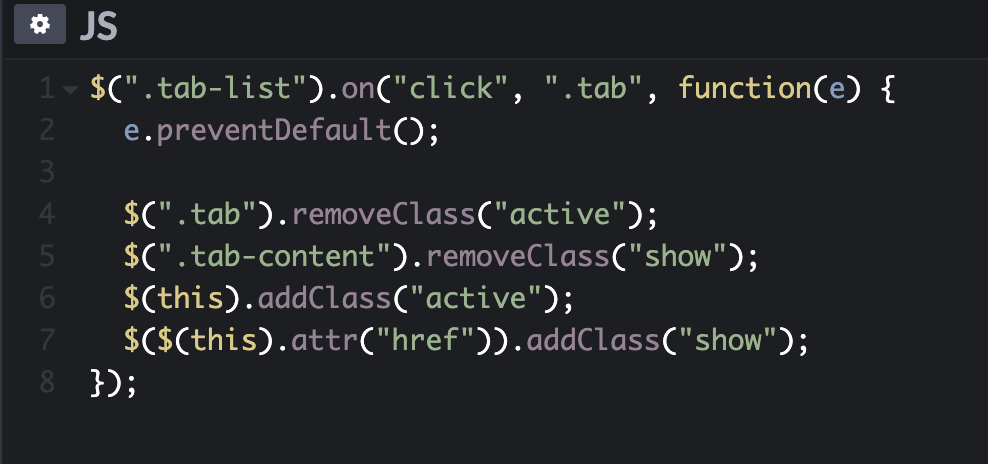 JS
1 $(".tab-list").on("click", ".tab", function(e) {
2   e.preventDefault();
3
4   $(".tab").removeClass("active");
5   $(".tab-content").removeClass("show");
6   $(this).addClass("active");
7   $($(this).attr("href")).addClass("show");
8 });